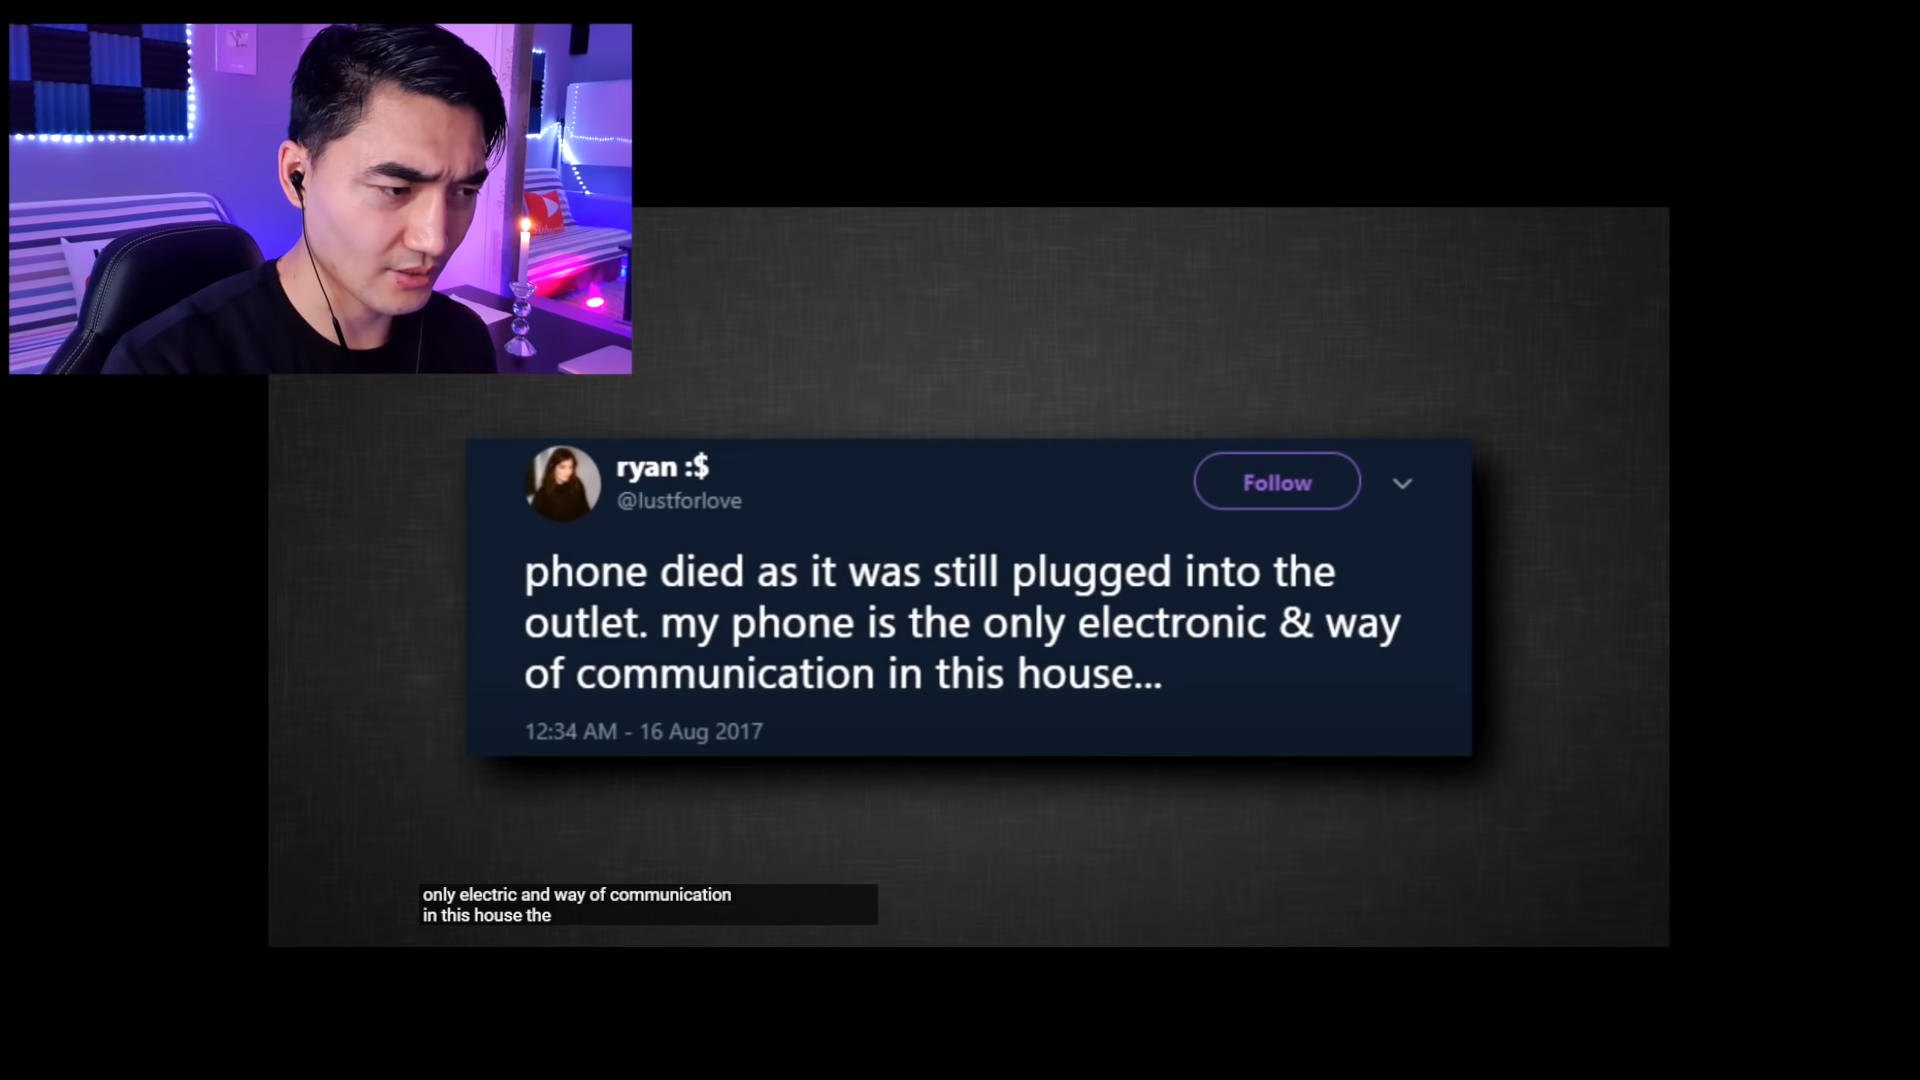 ryan :$
@lustforlove
Follow
phone died as it was still plugged into the
outlet. my phone is the only electronic & way
of communication in this house...
12:34 AM - 16 Aug 2017
only electric and way of communication
in this house the